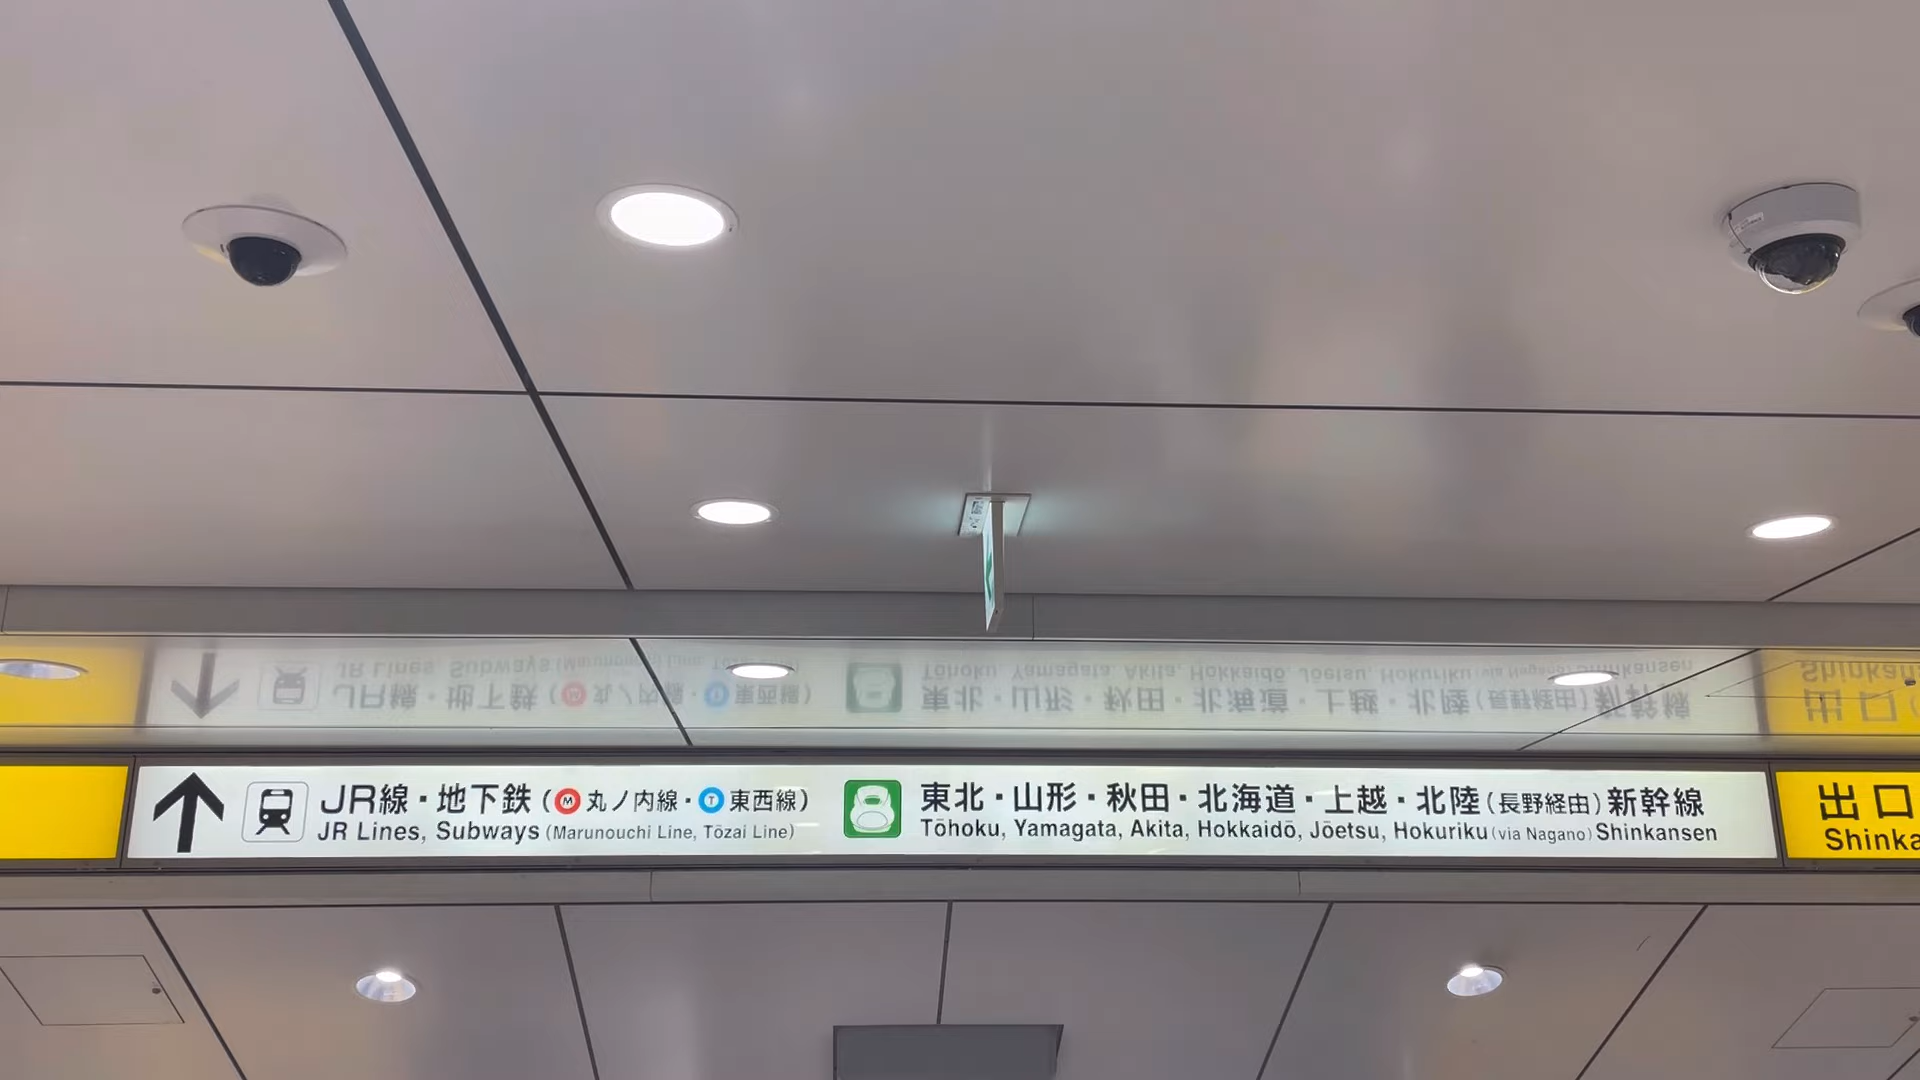 JR線・地下鉄(M丸ノ内線・T東西線)
JR Lines, Subways (Marunouchi Line, Tōzai Line)
東北・山形・秋田・北海道・上越・北陸(長野経由)新幹線
Tōhoku, Yamagata, Akita, Hokkaidō, Jōetsu, Hokuriku (via Nagano) Shinkansen
出口